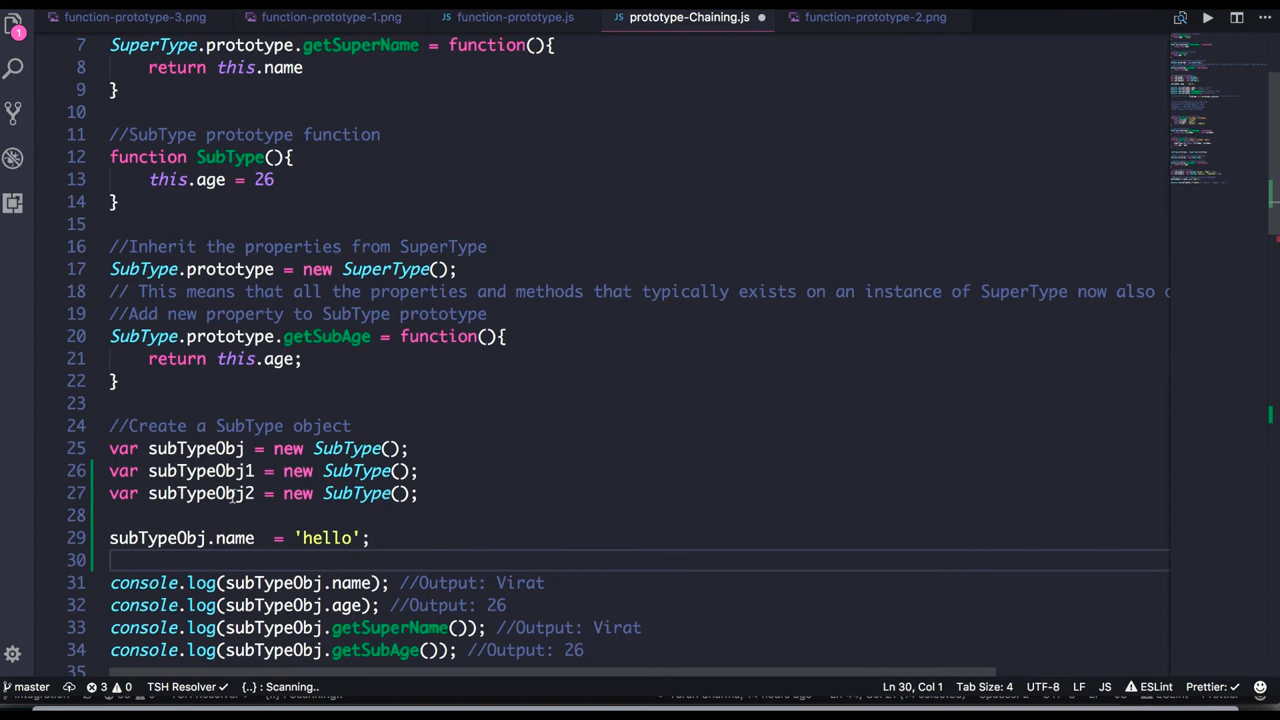 function-prototype-3.png function-prototype-1.png JS function-prototype.js JS prototype-Chaining.js function-prototype-2.png
1
7 SuperType.prototype.getSuperName = function(){
8 return this.name
9 }
10
11 //SubType prototype function
12 function SubType(){
13 this.age = 26
14 }
15
16 //Inherit the properties from SuperType
17 SubType.prototype = new SuperType();
18 // This means that all the properties and methods that typically exists on an instance of SuperType now also
19 //Add new property to SubType prototype
20 SubType.prototype.getSubAge = function(){
21 return this.age;
22 }
23
24 //Create a SubType object
25 var subTypeObj = new SubType();
26 var subTypeObj1 = new SubType();
27 var subTypeObj2 = new SubType();
28
29 subTypeObj.name = 'hello';
30
31 console.log(subTypeObj.name); //Output: Virat
32 console.log(subTypeObj.age); //Output: 26
33 console.log(subTypeObj.getSuperName()); //Output: Virat
34 console.log(subTypeObj.getSubAge()); //Output: 26
35
master 3 0 TSH Resolver {..} : Scanning.. Ln 30, Col 1 Tab Size: 4 UTF-8 LF JS ESLint Prettier: